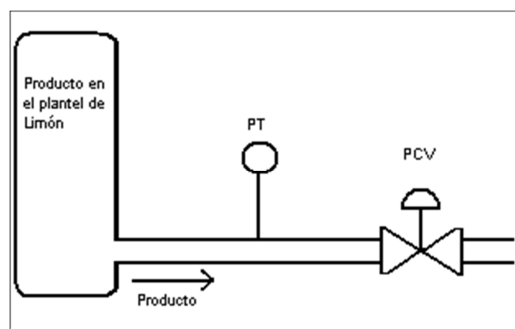 Producto en
el plantel de
Limón
PT
PCV
Producto